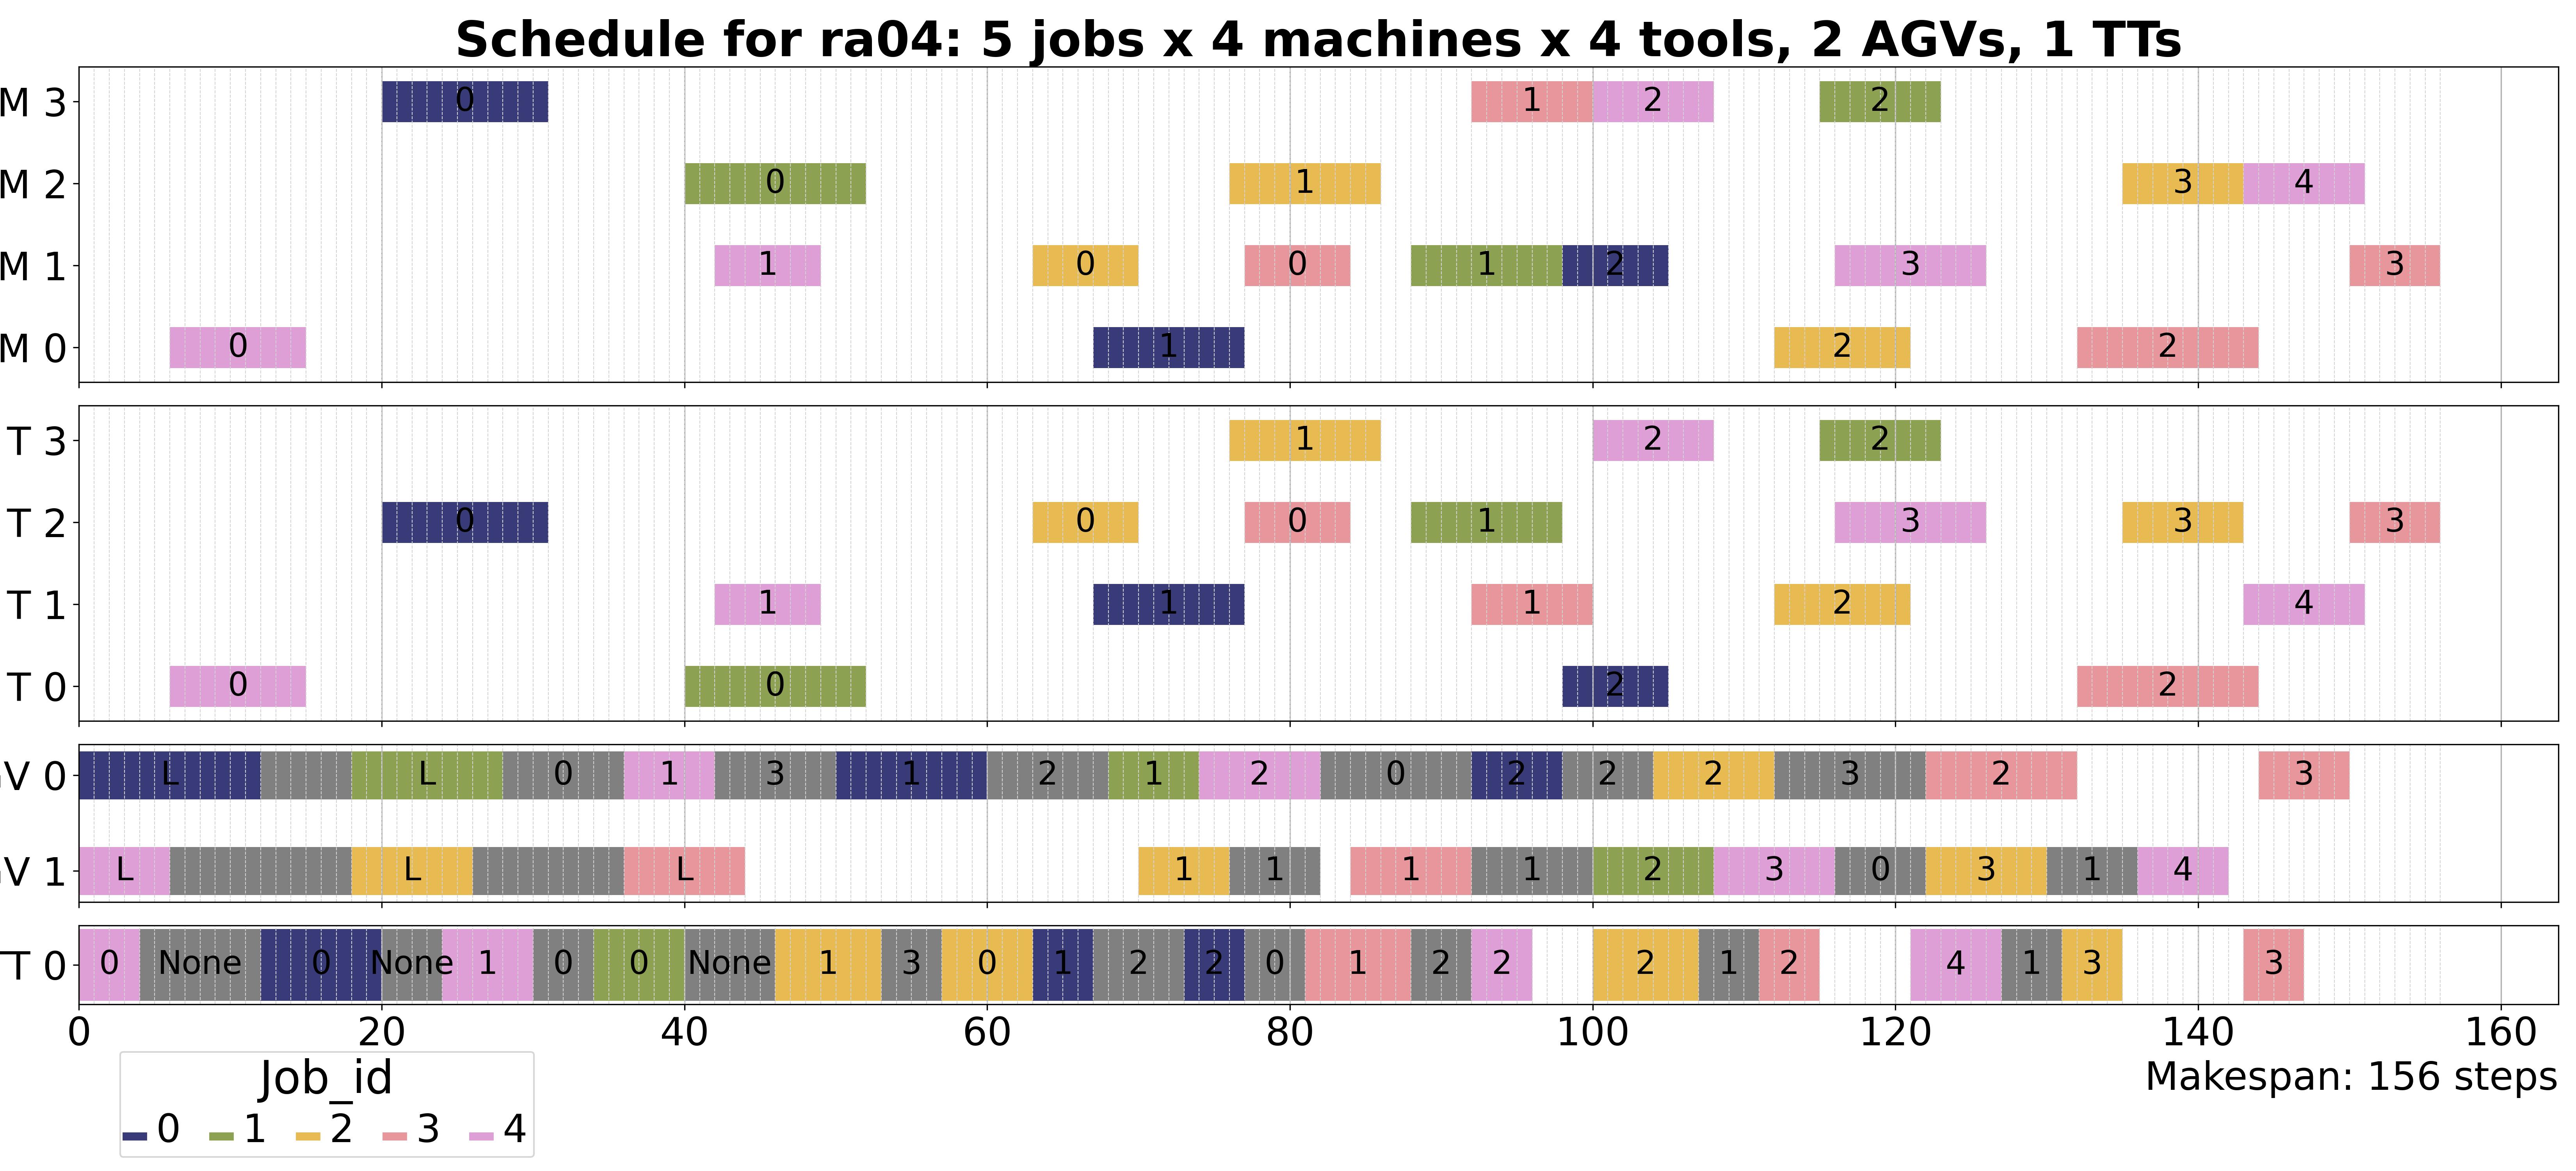 Schedule for ra04: 5 jobs x 4 machines x 4 tools, 2 AGVs, 1 TTs
M 3 0 1 2 2
M 2 0 1 3 4
M 1 1 0 0 1 2 3 3
M 0 0 1 2 2
T 3 1 2 2
T 2 0 0 0 1 3 3 3
T 1 1 1 1 2 4
T 0 0 0 2 2
V 0 L L 0 1 3 1 2 1 2 0 2 2 2 3 2 3
V 1 L L L 1 1 1 1 2 3 0 3 1 4
T 0 0 None 0 None 1 0 0 None 1 3 0 1 2 2 0 1 2 2 2 1 2 4 1 3 3
0 20 40 60 80 100 120 140 160
Makespan: 156 steps
Job_id
0 1 2 3 4